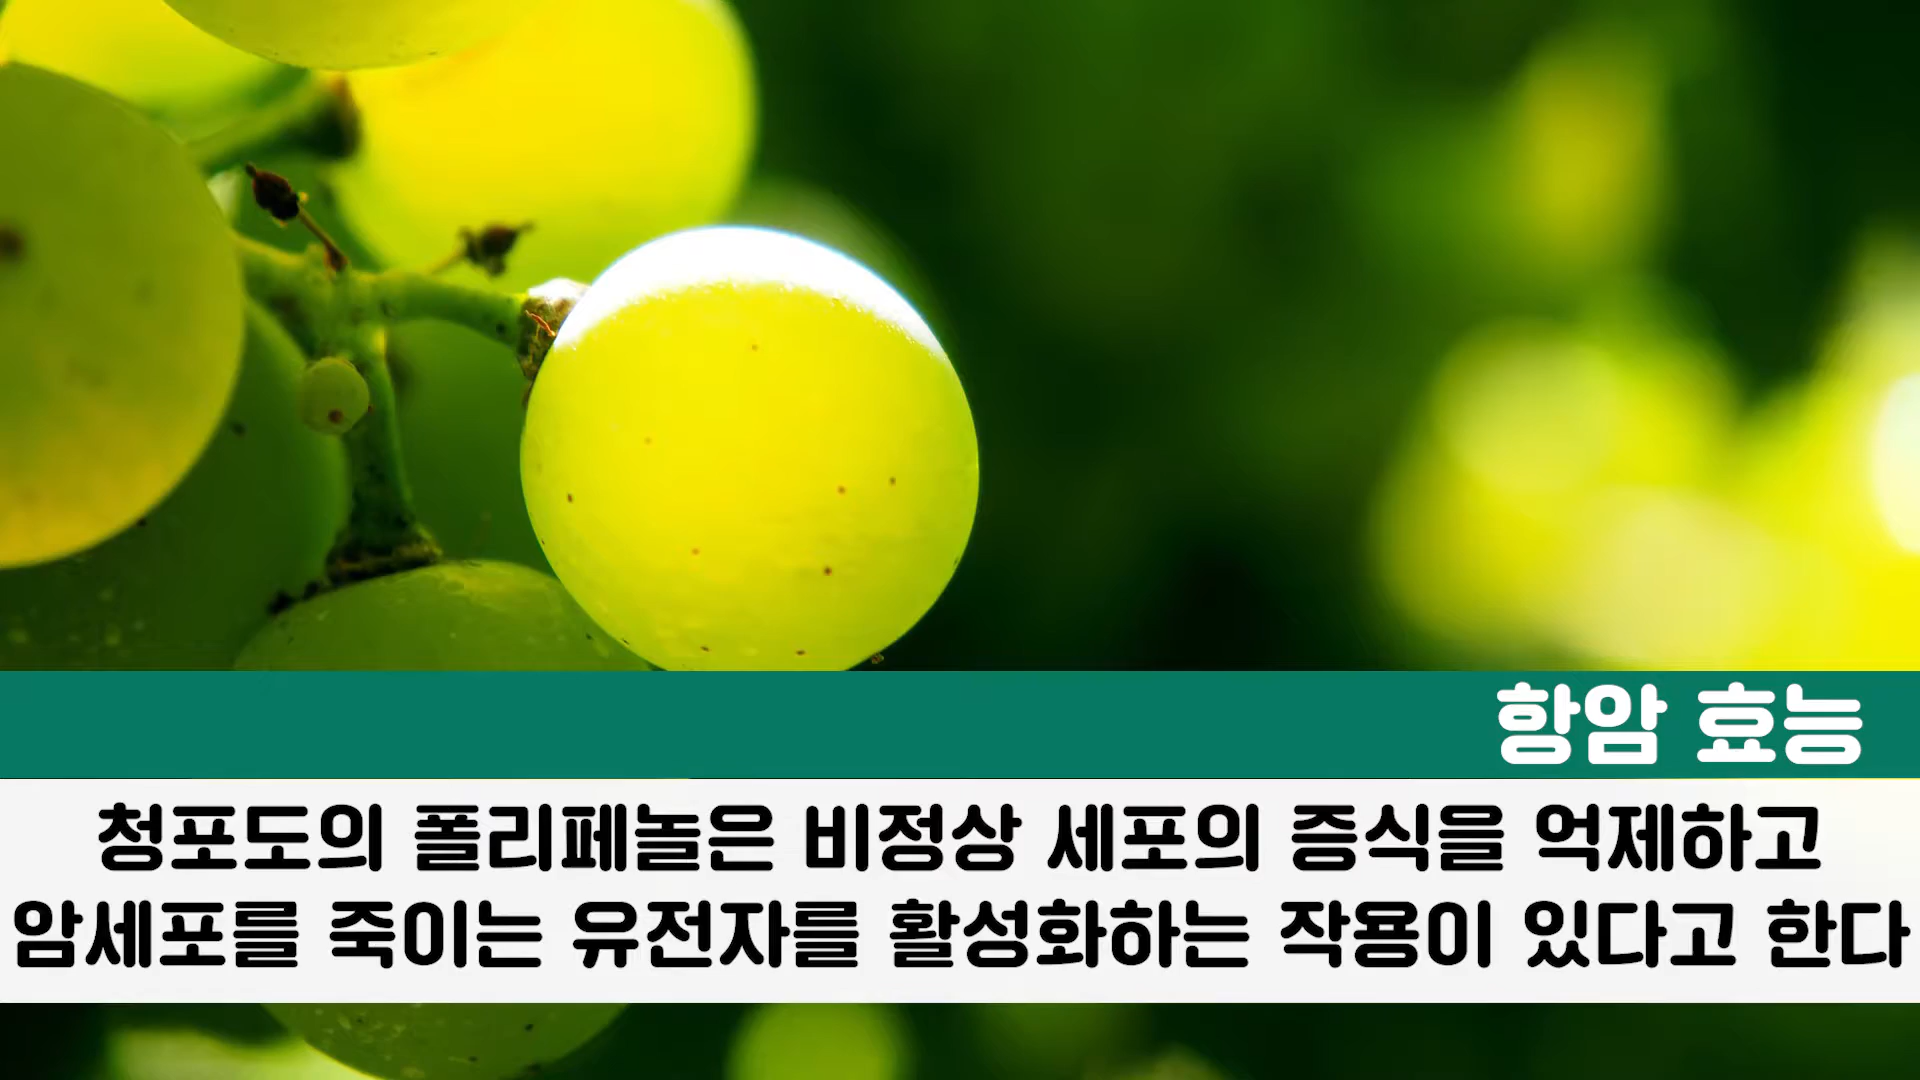 항암 효능
청포도의 폴리페놀은 비정상 세포의 증식을 억제하고
암세포를 죽이는 유전자를 활성화하는 작용이 있다고 한다